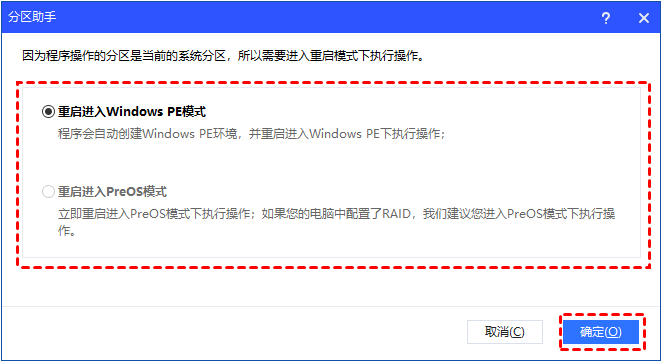 分区助手
因为程序操作的分区是当前的系统分区，所以需要进入重启模式下执行操作。
重启进入Windows PE模式
程序会自动创建Windows PE环境，并重启进入Windows PE下执行操作；
重启进入PreOS模式
立即重启进入PreOS模式下执行操作；如果您的电脑中配置了RAID，我们建议您进入PreOS模式下执行操
作。
取消(C)
确定(O)